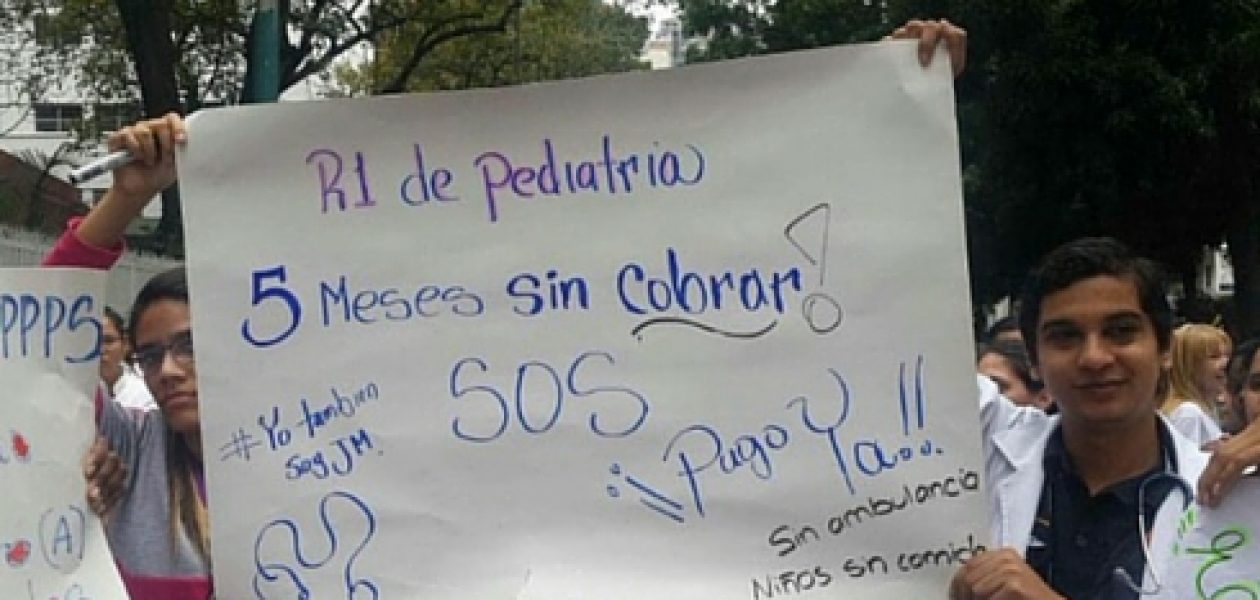 R1 de Pediatria
5 Meses sin Cobrar!
#Yo tambien
Soy JM.
SOS
¡¡Pago Ya!!
Sin ambulancia
Niños sin comida
PPPS
(A)